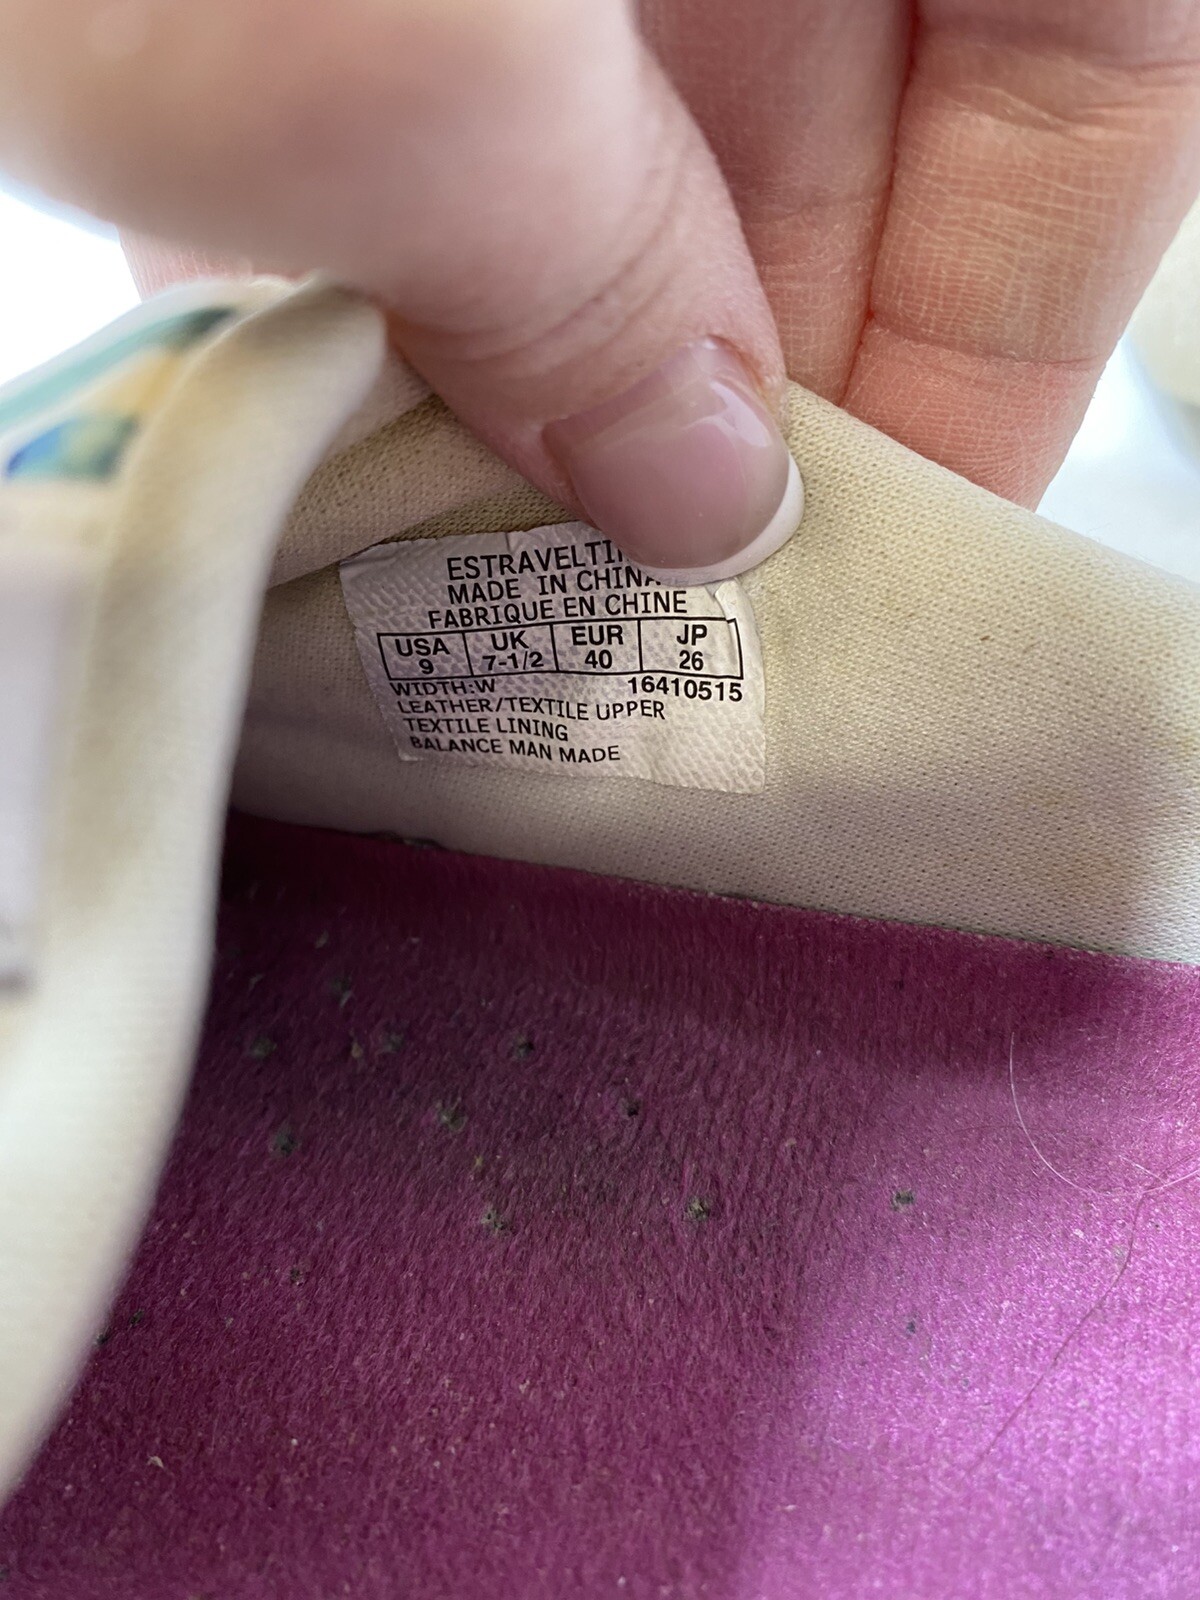 MADE IN CHINA
FABRIQUE EN CHINE
USA UK EUR JP
9 7-1/2 40 26
WIDTH:W 16410515
LEATHER/TEXTILE UPPER
TEXTILE LINING
BALANCE MAN MADE